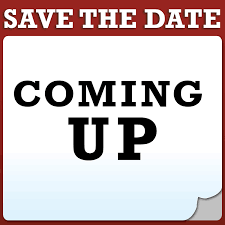 SAVE THE DATE
COMING
UP